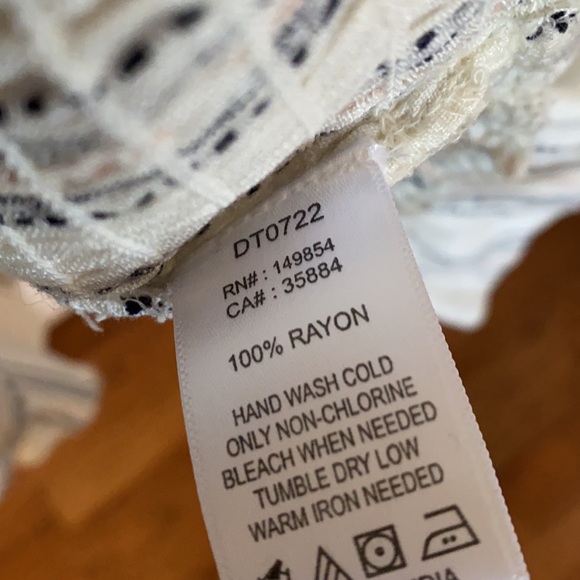 DT0722
RN# : 149854
CA# : 35884
100% RAYON
HAND WASH COLD
ONLY NON-CHLORINE
BLEACH WHEN NEEDED
TUMBLE DRY LOW
WARM IRON NEEDED